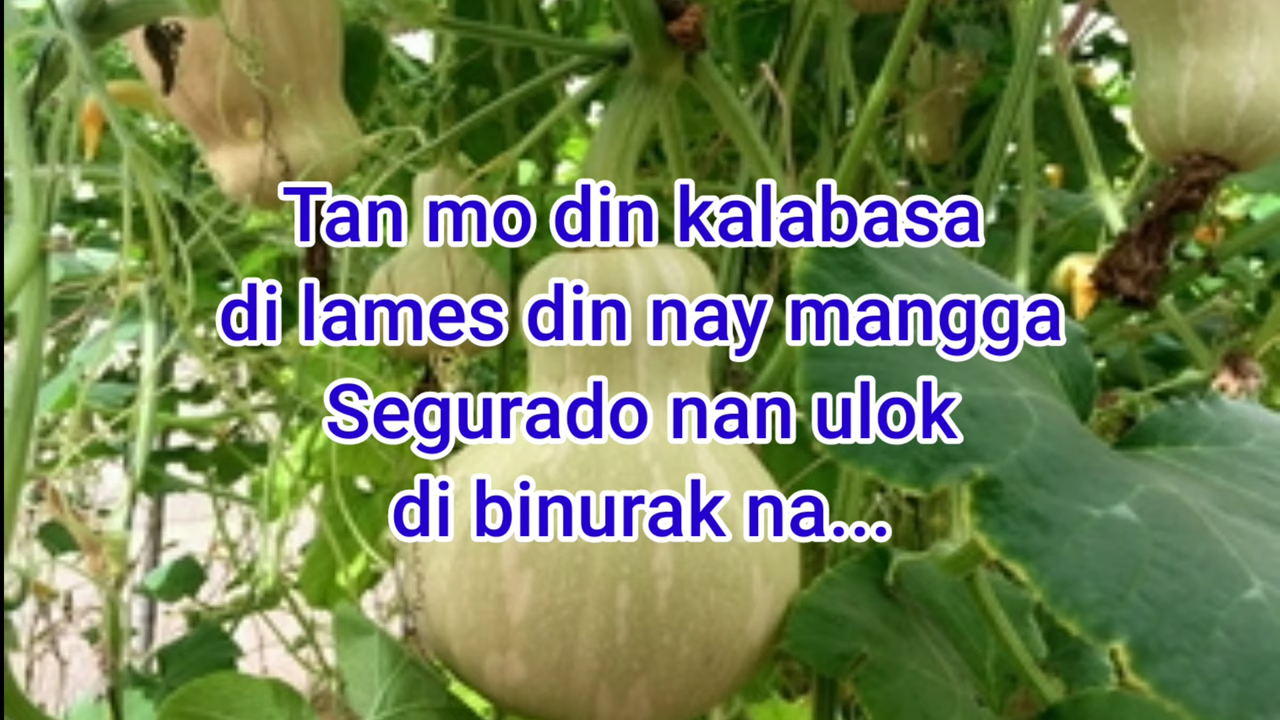 Tan mo din kalabasa
di lames din nay mangga
Segurado nan ulok
di binurak na...